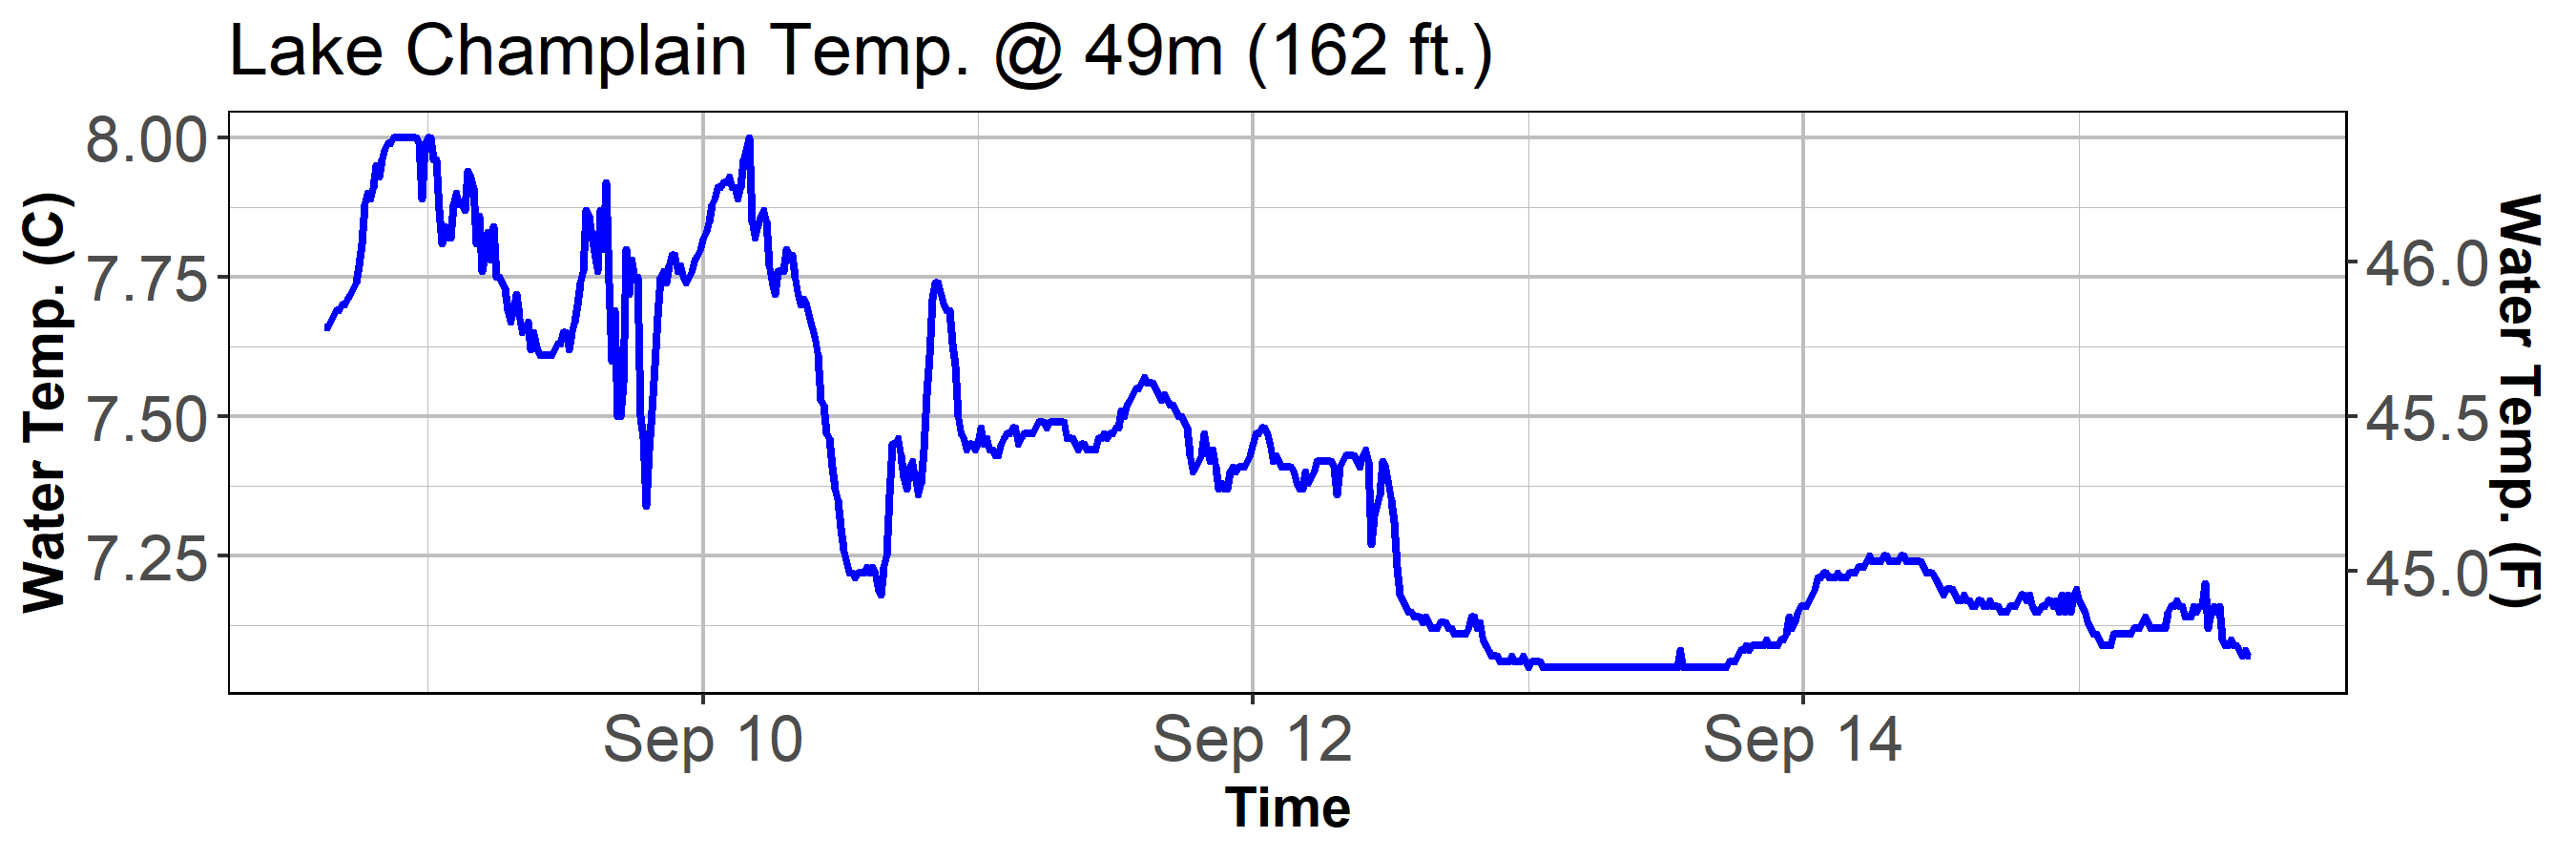 Lake Champlain Temp. @ 49m (162 ft.)
Water Temp. (C)
8.00
7.75
7.50
7.25
46.0
45.5
45.0
Water Temp. (F)
Sep 10
Sep 12
Sep 14
Time